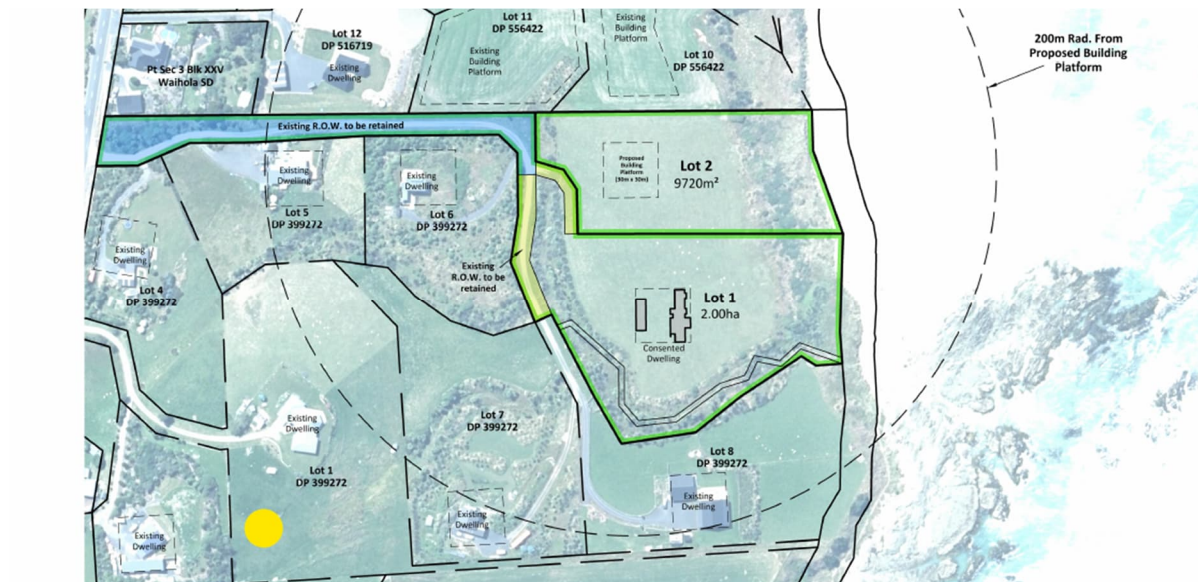 Lot 12
DP 516719
Existing
Dwelling
Lot 11
DP 556422
Existing
Building
Platform
Existing
Building
Platform
Lot 10
DP 556422
200m Rad. From
Proposed Building
Platform
Pt Sec 3 Blk XXV
Waihola SD
Existing R.O.W. to be retained
Existing
Dwelling
Lot 5
DP 399272
Existing
Dwelling
Lot 6
DP 399272
Proposed
Building
Platform
(30m x 30m)
Lot 2
9720m²
Existing
Dwelling
Lot 4
DP 399272
Existing
R.O.W. to be
retained
Lot 1
2.00ha
Consented
Dwelling
Existing
Dwelling
Lot 1
DP 399272
Lot 7
DP 399272
Existing
Dwelling
Lot 8
DP 399272
Existing
Dwelling
Existing
Dwelling